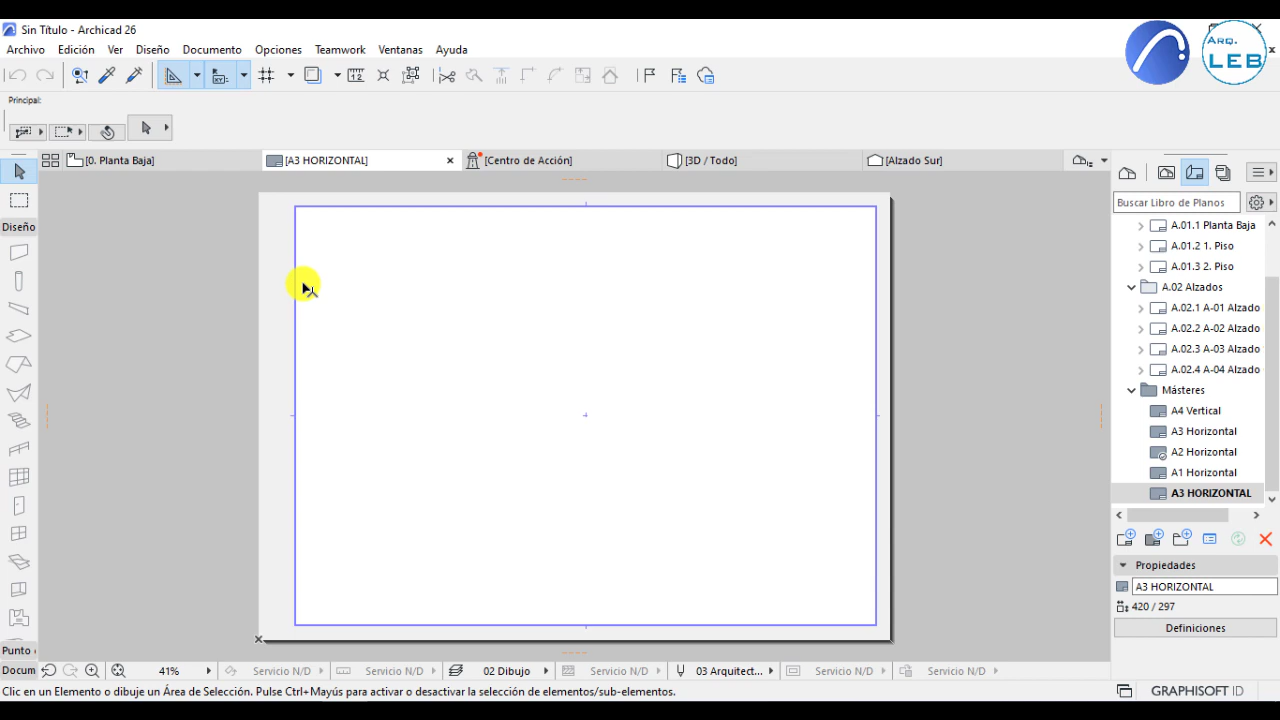 Sin Título - Archicad 26
Archivo Edición Ver Diseño Documento Opciones Teamwork Ventanas Ayuda
ARQ.
LEB
Principal:
[0. Planta Baja] [A3 HORIZONTAL] [Centro de Acción] [3D / Todo] [Alzado Sur]
Buscar Libro de Planos
Diseño
A.01.1 Planta Baja
A.01.2 1. Piso
A.01.3 2. Piso
A.02 Alzados
A.02.1 A-01 Alzado
A.02.2 A-02 Alzado
A.02.3 A-03 Alzado
A.02.4 A-04 Alzado
Másteres
A4 Vertical
A3 Horizontal
A2 Horizontal
A1 Horizontal
A3 HORIZONTAL
Propiedades
A3 HORIZONTAL
420 / 297
Definiciones
Punto
Docum
41% Servicio N/D Servicio N/D 02 Dibujo Servicio N/D 03 Arquitect... Servicio N/D Servicio N/D
Clic en un Elemento o dibuje un Área de Selección. Pulse Ctrl+Mayús para activar o desactivar la selección de elementos/sub-elementos.
GRAPHISOFT ID